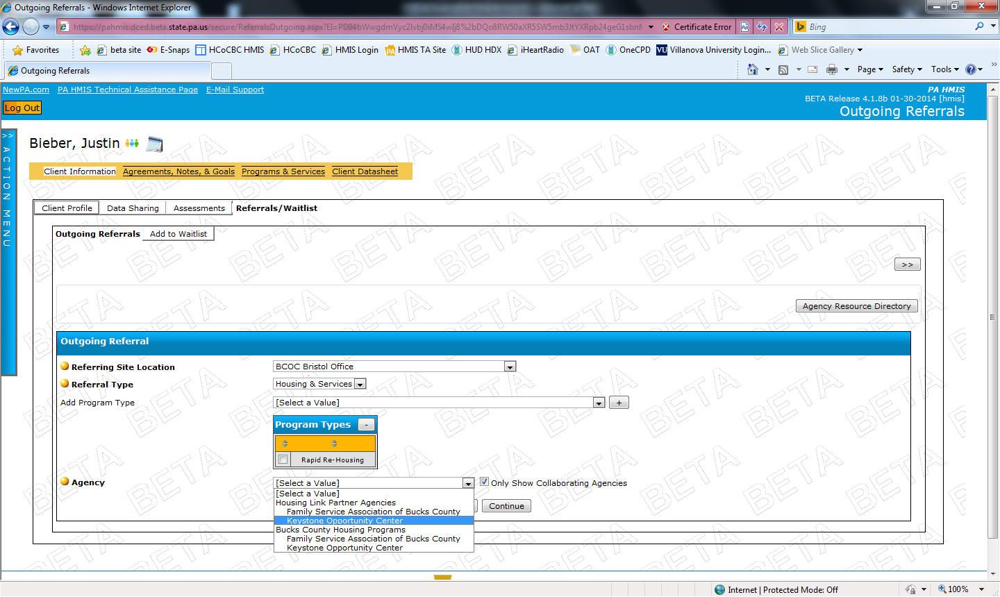 Outgoing Referrals - Windows Internet Explorer
https://pahmis.dced.beta.state.pa.us/secure/ReferralsOutgoing.aspx? Certificate Error Bing
Favorites beta site E-Snaps HCoCBC HMIS HCoCBC HMIS Login HMIS TA Site HUD HDX iHeartRadio OAT OneCPD Villanova University Login... Web Slice Gallery
Outgoing Referrals Page Safety Tools
NewPA.com PA HMIS Technical Assistance Page E-Mail Support PA HMIS
BETA Release 4.1.8b 01-30-2014 [hmis]
Log Out Outgoing Referrals
>> ACTION MENU
Bieber, Justin
Client Information Agreements, Notes, & Goals Programs & Services Client Datasheet
Client Profile Data Sharing Assessments Referrals/Waitlist
Outgoing Referrals Add to Waitlist
>>
Agency Resource Directory
Outgoing Referral
Referring Site Location BCOC Bristol Office
Referral Type Housing & Services
Add Program Type [Select a Value] +
Program Types -
Rapid Re-Housing
Agency [Select a Value] Only Show Collaborating Agencies
[Select a Value]
Housing Link Partner Agencies
Family Service Association of Bucks County Continue
Keystone Opportunity Center
Bucks County Housing Programs
Family Service Association of Bucks County
Keystone Opportunity Center
Internet | Protected Mode: Off 100%